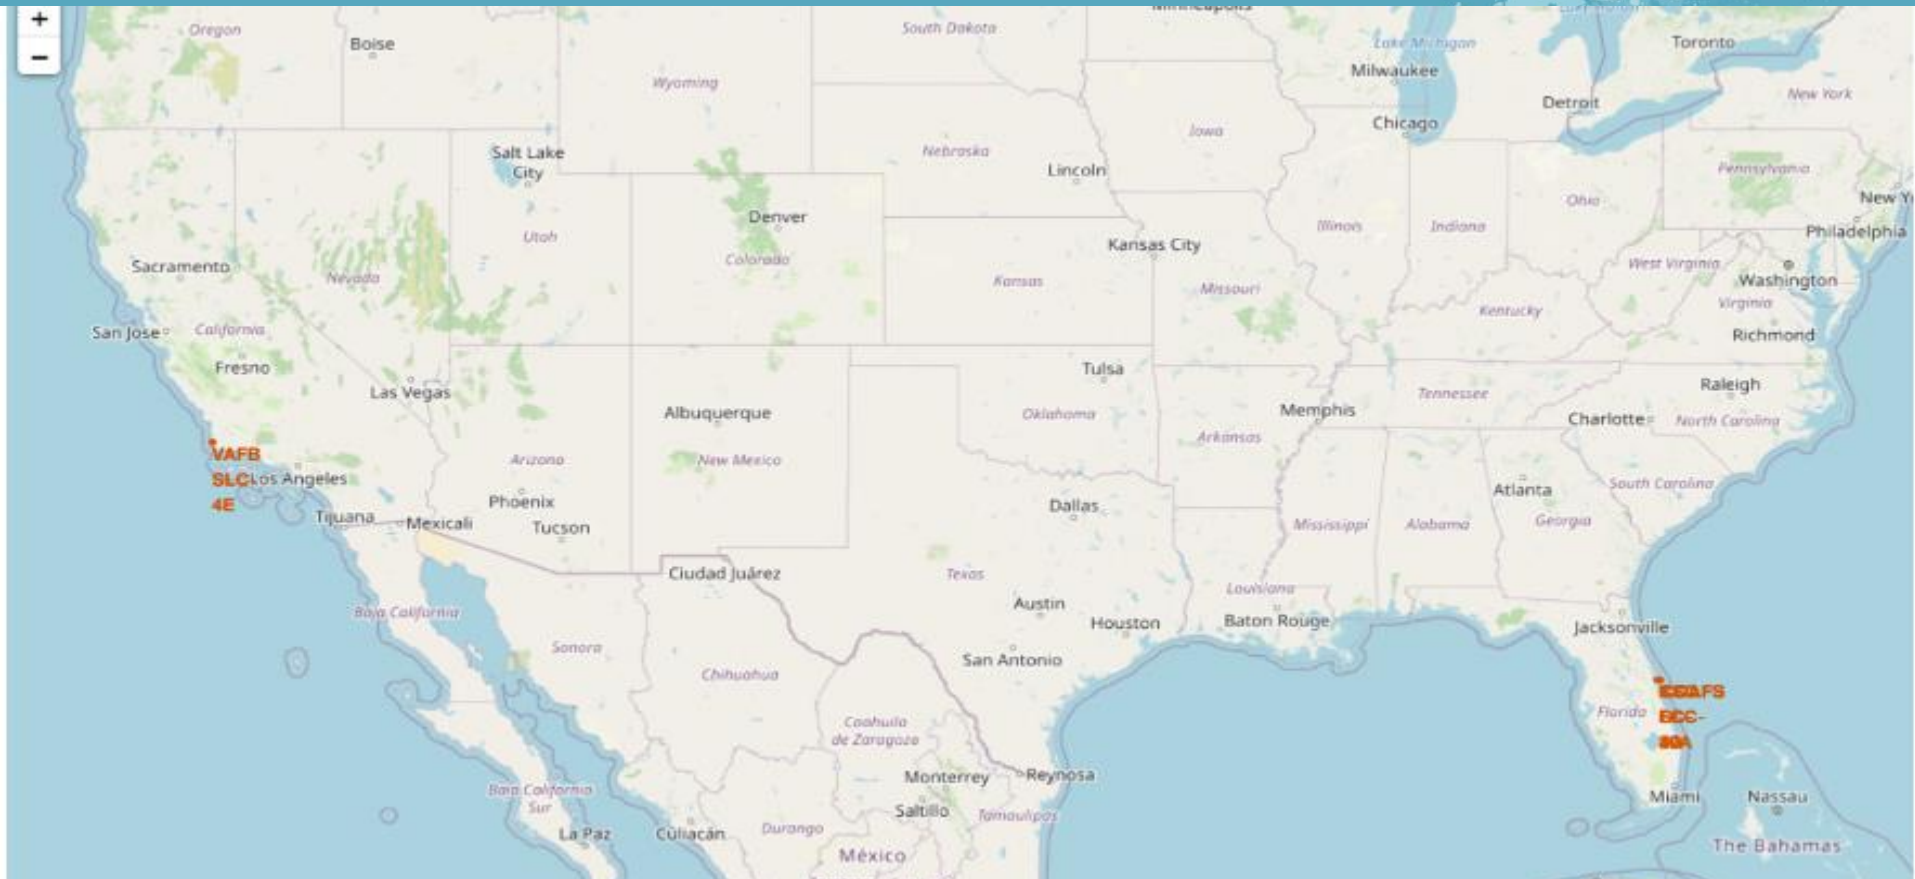 +
−
Oregon
Boise
South Dakota
Minneapolis
Lake Michigan
Toronto
Milwaukee
Wyoming
New York
Detroit
Chicago
Iowa
Nebraska
Salt Lake
City
Lincoln
Pennsylvania
New Y
Ohio
Denver
Illinois
Indiana
Philadelphia
Utah
Kansas City
Colorado
Sacramento
Nevada
West Virginia
Washington
Kansas
Missouri
Virginia
Kentucky
San Jose
California
Richmond
Fresno
Tulsa
Las Vegas
Raleigh
Tennessee
Albuquerque
Oklahoma
Memphis
Charlotte
North Carolina
Arkansas
VAFB
SLC
4E
Los Angeles
Arizona
New Mexico
South Carolina
Atlanta
Phoenix
Dallas
Tijuana
Mexicali
Tucson
Mississippi
Alabama
Georgia
Ciudad Juárez
Texas
Louisiana
Austin
Baja California
Houston
Baton Rouge
Jacksonville
Sonora
San Antonio
Chihuahua
Florida
Coahuila
de Zaragoza
Monterrey
Reynosa
Baja California
Sur
Miami
Nassau
Saltillo
Tamaulipas
La Paz
Culiacán
Durango
The Bahamas
México